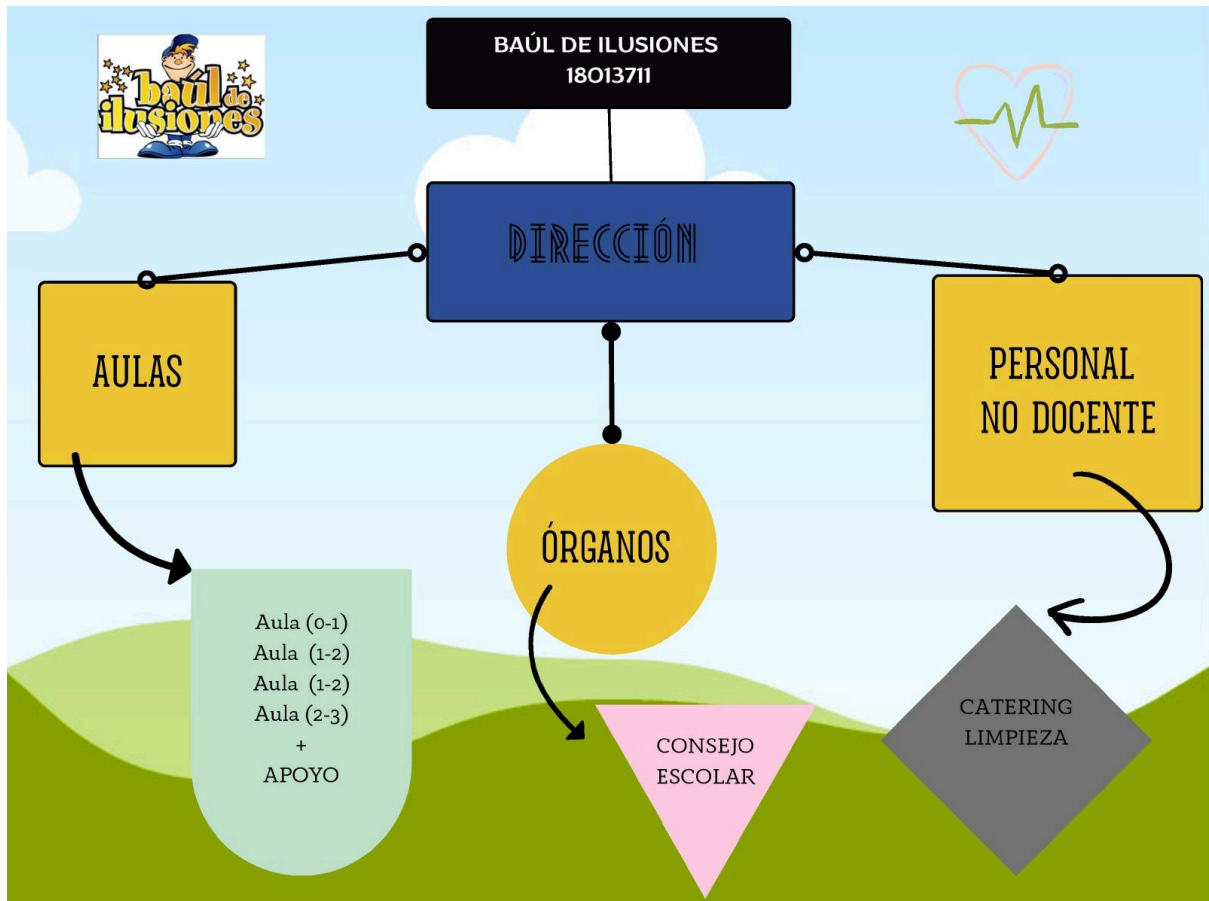 BAÚL DE ILUSIONES
18013711
baúl de
ilusiones
DIRECCIÓN
AULAS
PERSONAL
NO DOCENTE
ÓRGANOS
Aula (0-1)
Aula (1-2)
Aula (1-2)
Aula (2-3)
+
APOYO
CONSEJO
ESCOLAR
CATERING
LIMPIEZA